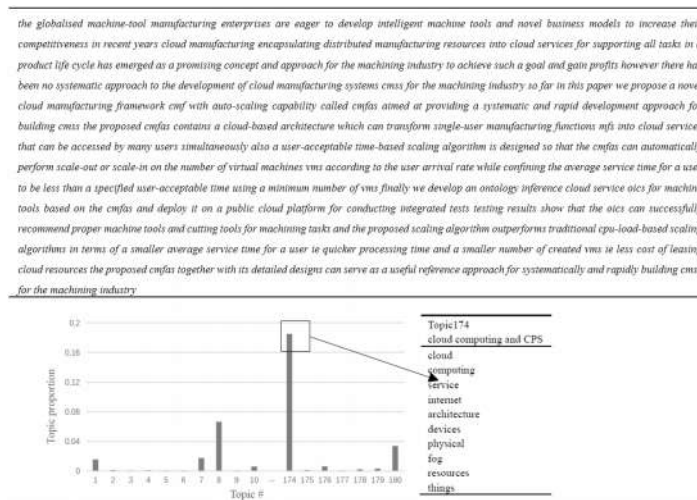 the globalised machine-tool manufacturing enterprises are eager to develop intelligent machine tools and novel business models to increase thei
competitiveness in recent years cloud manufacturing encapsulating distributed manufacturing resources into cloud services for supporting all tasks in
product life cycle has emerged as a promising concept and approach for the machining industry to achieve such a goal and gain profits however there ha
been no systematic approach to the development of cloud manufacturing systems cmss for the machining industry so far in this paper we propose a nove
cloud manufacturing framework cmf with auto-scaling capability called cmfas aimed at providing a systematic and rapid development approach fo
building cmss the proposed cmfas contains a cloud-based architecture which can transform single-user manufacturing functions mfs into cloud service
that can be accessed by many users simultaneously also a user-acceptable time-based scaling algorithm is designed so that the cmfas can automaticall
perform scale-out or scale-in on the number of virtual machines vms according to the user arrival rate while confining the average service time for a use
to be less than a specified user-acceptable time using a minimum number of vms finally we develop an ontology inference cloud service oics for machin
tools based on the cmfas and deploy it on a public cloud platform for conducting integrated tests testing results show that the oics can successfull
recommend proper machine tools and cutting tools for machining tasks and the proposed scaling algorithm outperforms traditional cpu-load-based scaling
algorithms in terms of a smaller average service time for a user ie quicker processing time and a smaller number of created vms ie less cost of leasin
cloud resources the proposed cmfas together with its detailed designs can serve as a useful reference approach for systematically and rapidly building cms
for the machining industry
0.2
0.16
0.12
0.08
0.04
0
Topic proportion
1 2 3 4 5 6 7 8 9 10 ... 174 175 176 177 178 179 180
Topic #
Topic174
cloud computing and CPS
cloud
computing
service
internet
architecture
devices
physical
fog
resources
things